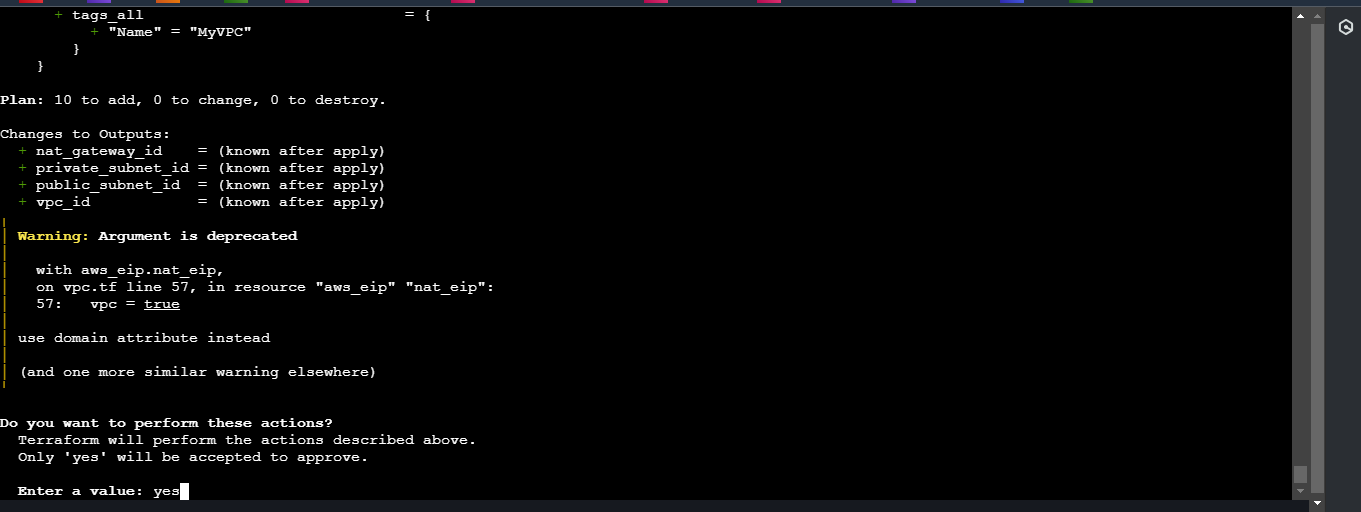 + tags_all = {
+ "Name" = "MyVPC"
}
}
Plan: 10 to add, 0 to change, 0 to destroy.
Changes to Outputs:
+ nat_gateway_id = (known after apply)
+ private_subnet_id = (known after apply)
+ public_subnet_id = (known after apply)
+ vpc_id = (known after apply)
Warning: Argument is deprecated
with aws_eip.nat_eip,
on vpc.tf line 57, in resource "aws_eip" "nat_eip":
57: vpc = true
use domain attribute instead
(and one more similar warning elsewhere)
Do you want to perform these actions?
Terraform will perform the actions described above.
Only 'yes' will be accepted to approve.
Enter a value: yes